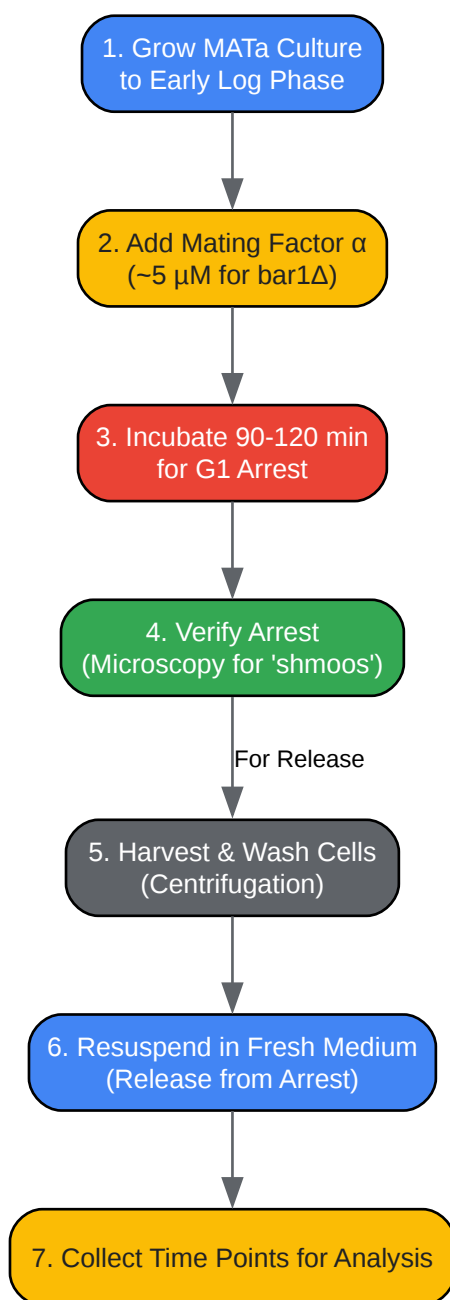 1. Grow MATa Culture
to Early Log Phase
2. Add Mating Factor α
(~5 µM for bar1Δ)
3. Incubate 90-120 min
for G1 Arrest
4. Verify Arrest
(Microscopy for 'shmoos')
For Release
5. Harvest & Wash Cells
(Centrifugation)
6. Resuspend in Fresh Medium
(Release from Arrest)
7. Collect Time Points for Analysis